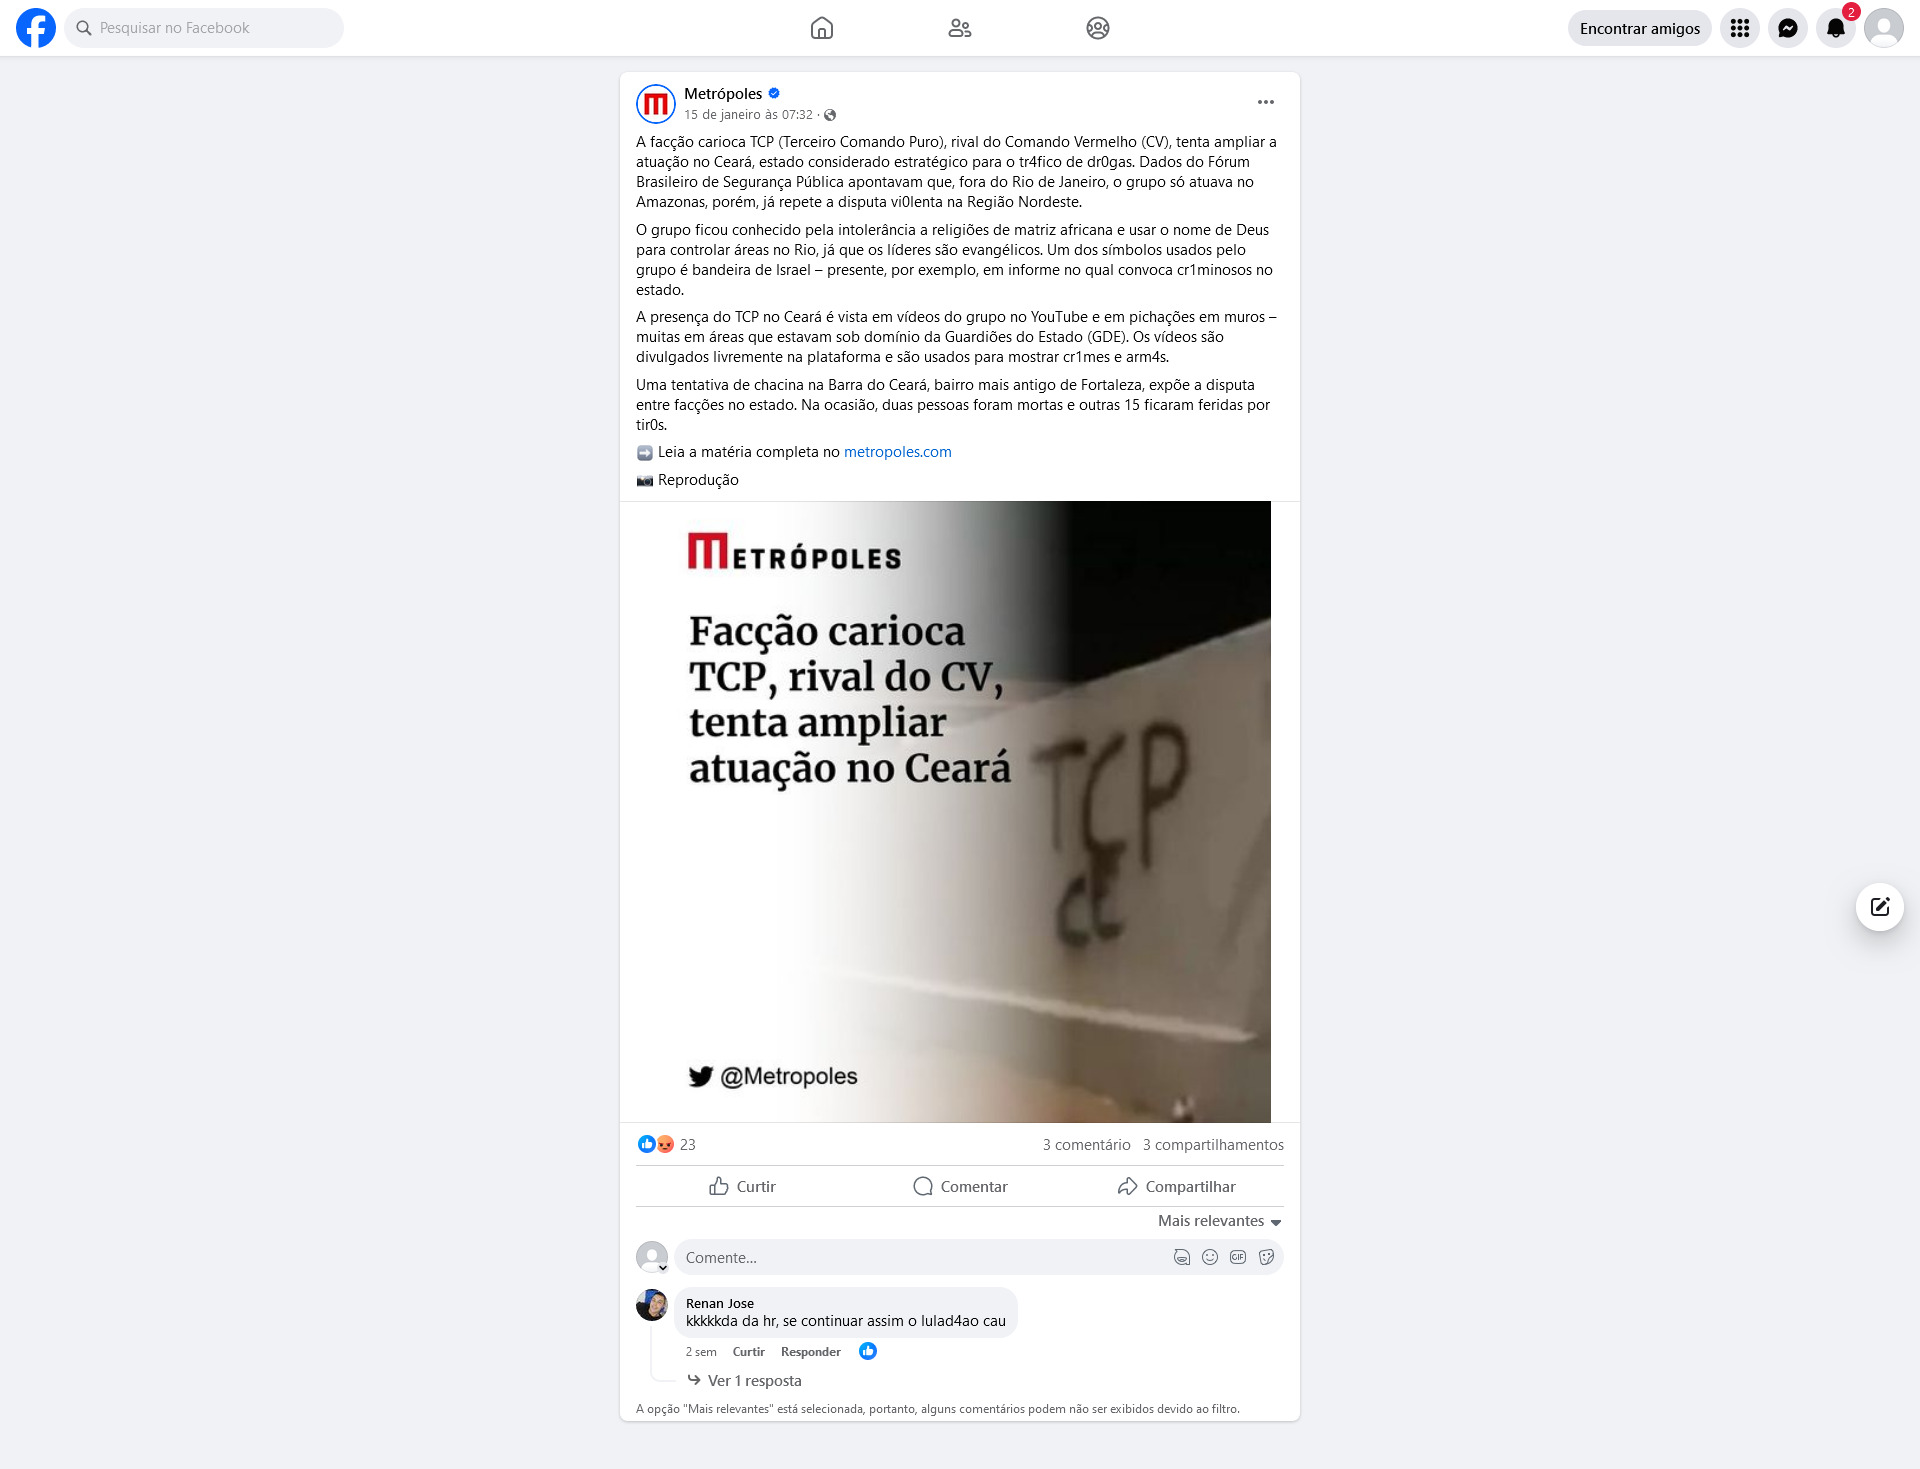 Pesquisar no Facebook
Encontrar amigos
2
Metrópoles
15 de janeiro às 07:32 ·
A facção carioca TCP (Terceiro Comando Puro), rival do Comando Vermelho (CV), tenta ampliar a
atuação no Ceará, estado considerado estratégico para o tr4fico de dr0gas. Dados do Fórum
Brasileiro de Segurança Pública apontavam que, fora do Rio de Janeiro, o grupo só atuava no
Amazonas, porém, já repete a disputa vi0lenta na Região Nordeste.
O grupo ficou conhecido pela intolerância a religiões de matriz africana e usar o nome de Deus
para controlar áreas no Rio, já que os líderes são evangélicos. Um dos símbolos usados pelo
grupo é bandeira de Israel – presente, por exemplo, em informe no qual convoca cr1minosos no
estado.
A presença do TCP no Ceará é vista em vídeos do grupo no YouTube e em pichações em muros –
muitas em áreas que estavam sob domínio da Guardiões do Estado (GDE). Os vídeos são
divulgados livremente na plataforma e são usados para mostrar cr1mes e arm4s.
Uma tentativa de chacina na Barra do Ceará, bairro mais antigo de Fortaleza, expõe a disputa
entre facções no estado. Na ocasião, duas pessoas foram mortas e outras 15 ficaram feridas por
tir0s.
➡️ Leia a matéria completa no metropoles.com
📷 Reprodução
METRÓPOLES
Facção carioca
TCP, rival do CV,
tenta ampliar
atuação no Ceará
TCP
CE
@Metropoles
23
3 comentário 3 compartilhamentos
Curtir
Comentar
Compartilhar
Mais relevantes
Comente...
GIF
Renan Jose
kkkkkda da hr, se continuar assim o lulad4ao cau
2 sem Curtir Responder
Ver 1 resposta
A opção "Mais relevantes" está selecionada, portanto, alguns comentários podem não ser exibidos devido ao filtro.